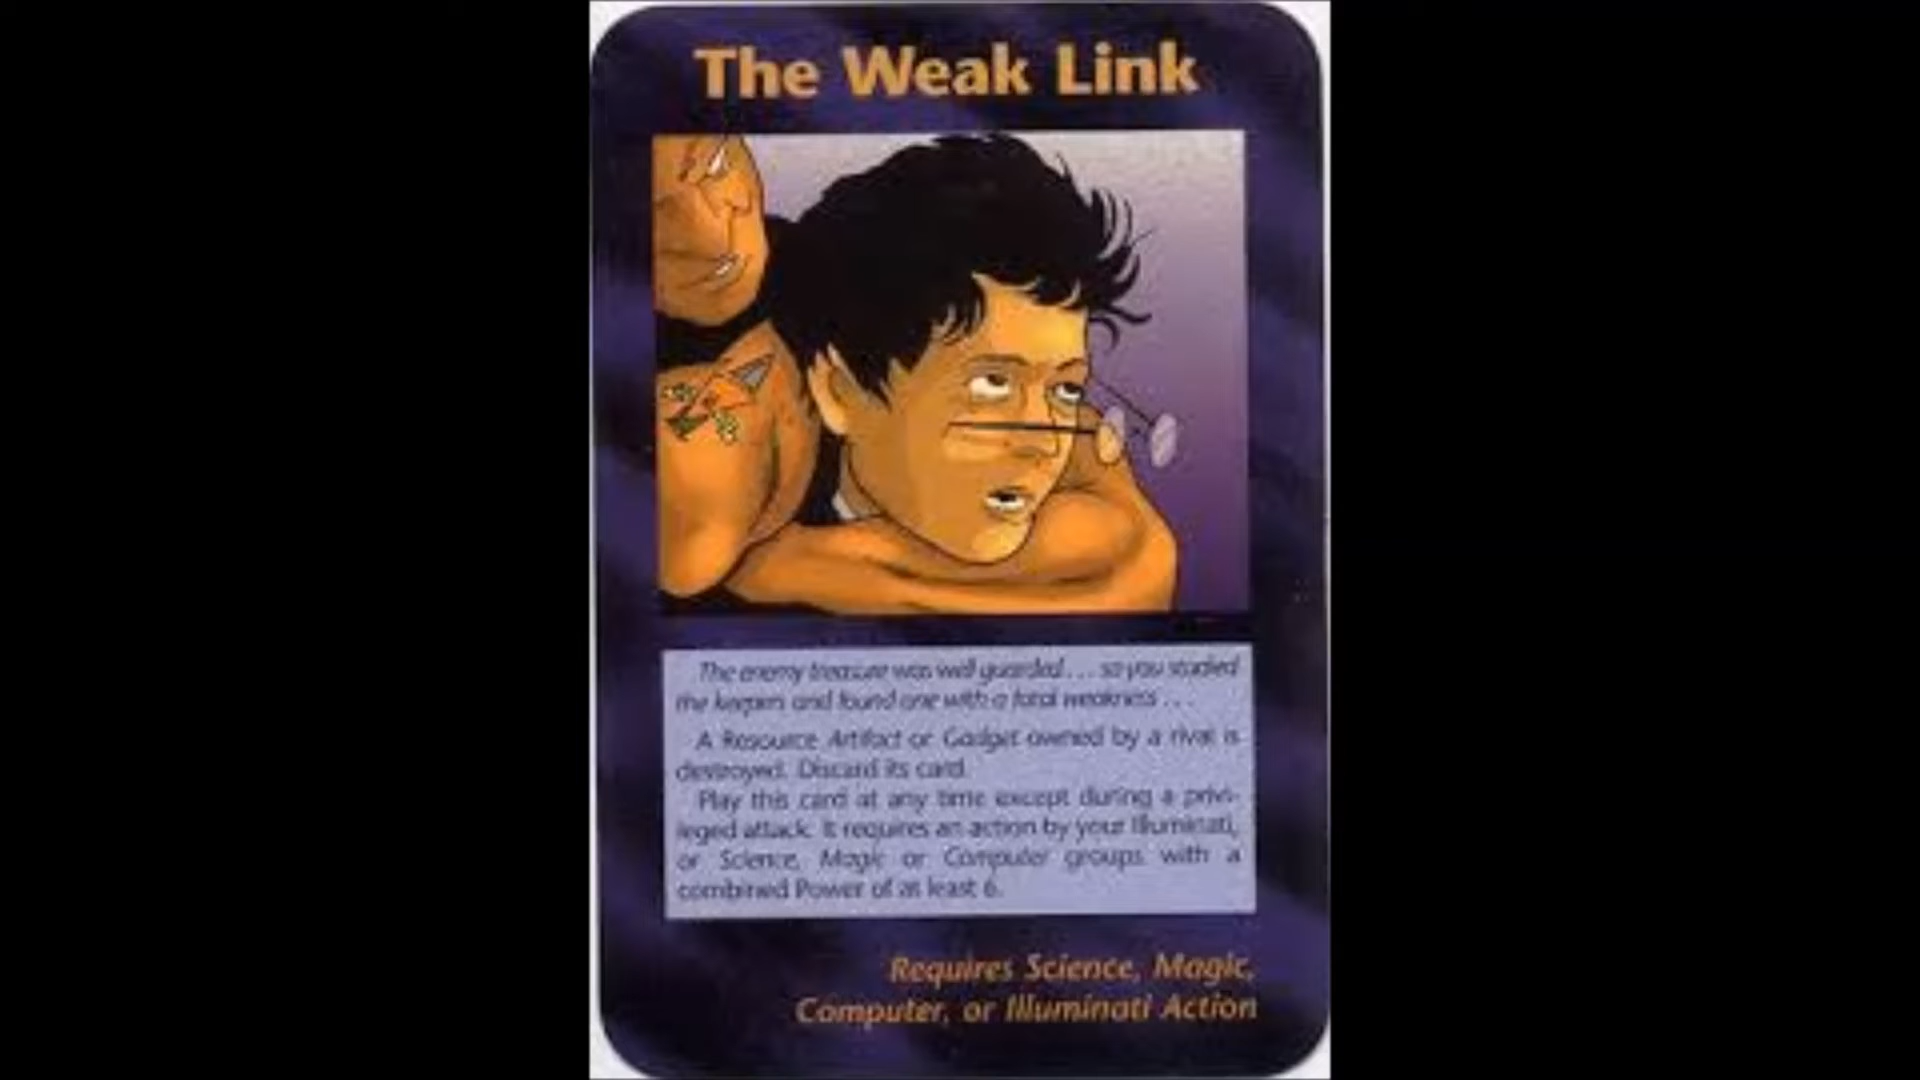 The Weak Link
The enemy treasure was well guarded . . . so you studied
the keepers and found one with a fatal weakness . . .
A Resource Artifact or Gadget owned by a rival is
destroyed. Discard its card.
Play this card at any time except during a privi-
leged attack. It requires an action by your Illuminati,
or Science, Magic or Computer groups with a
combined Power of at least 6.
Requires Science, Magic,
Computer, or Illuminati Action